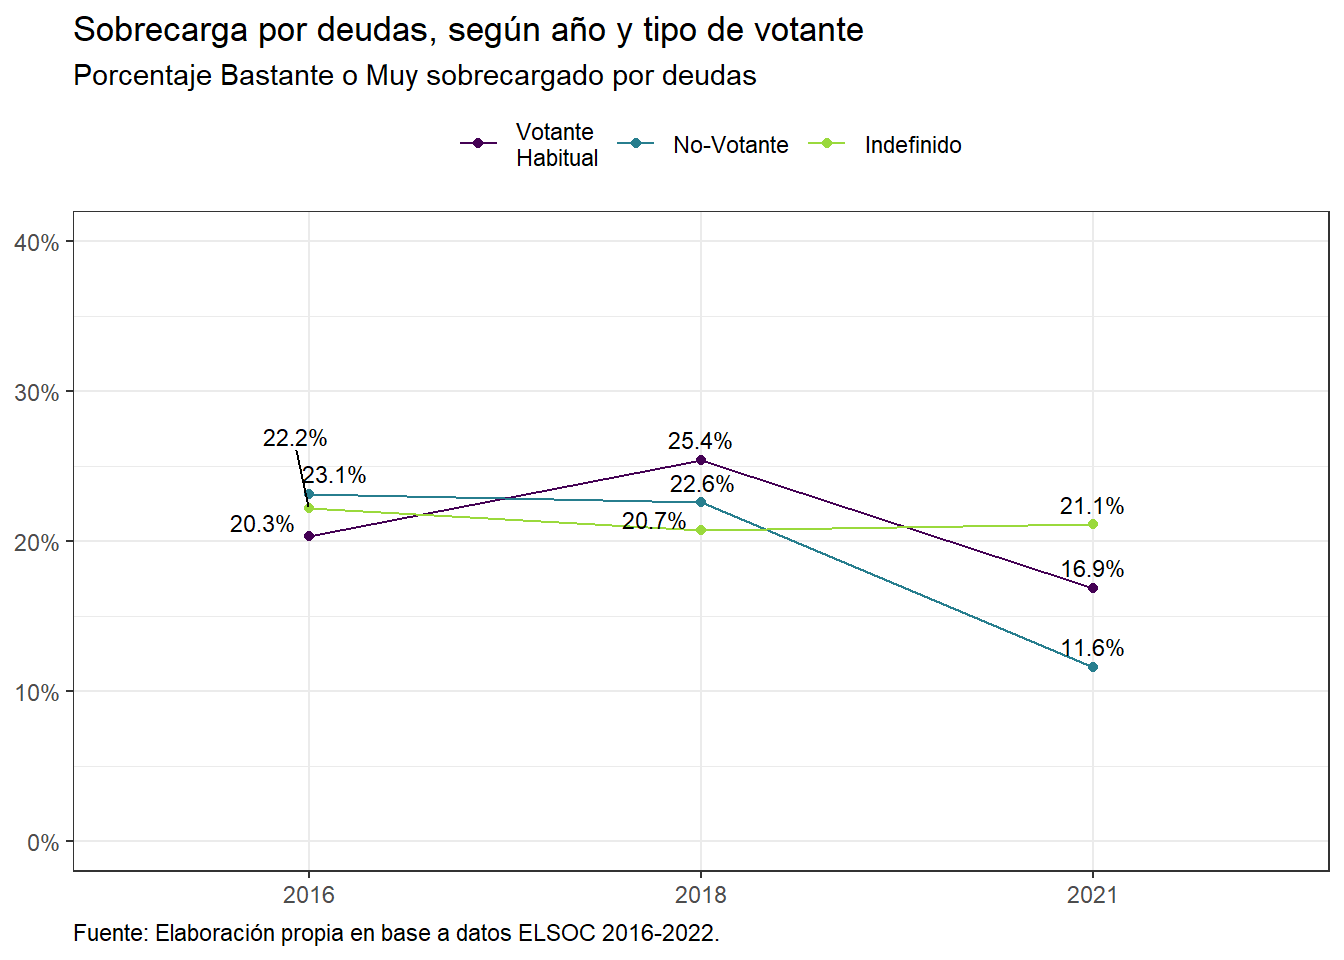 Sobrecarga por deudas, según año y tipo de votante
Porcentaje Bastante o Muy sobrecargado por deudas
Votante
Habitual
No-Votante
Indefinido
40%
30%
20%
10%
0%
22.2%
23.1%
20.3%
25.4%
22.6%
20.7%
21.1%
16.9%
11.6%
2016
2018
2021
Fuente: Elaboración propia en base a datos ELSOC 2016-2022.